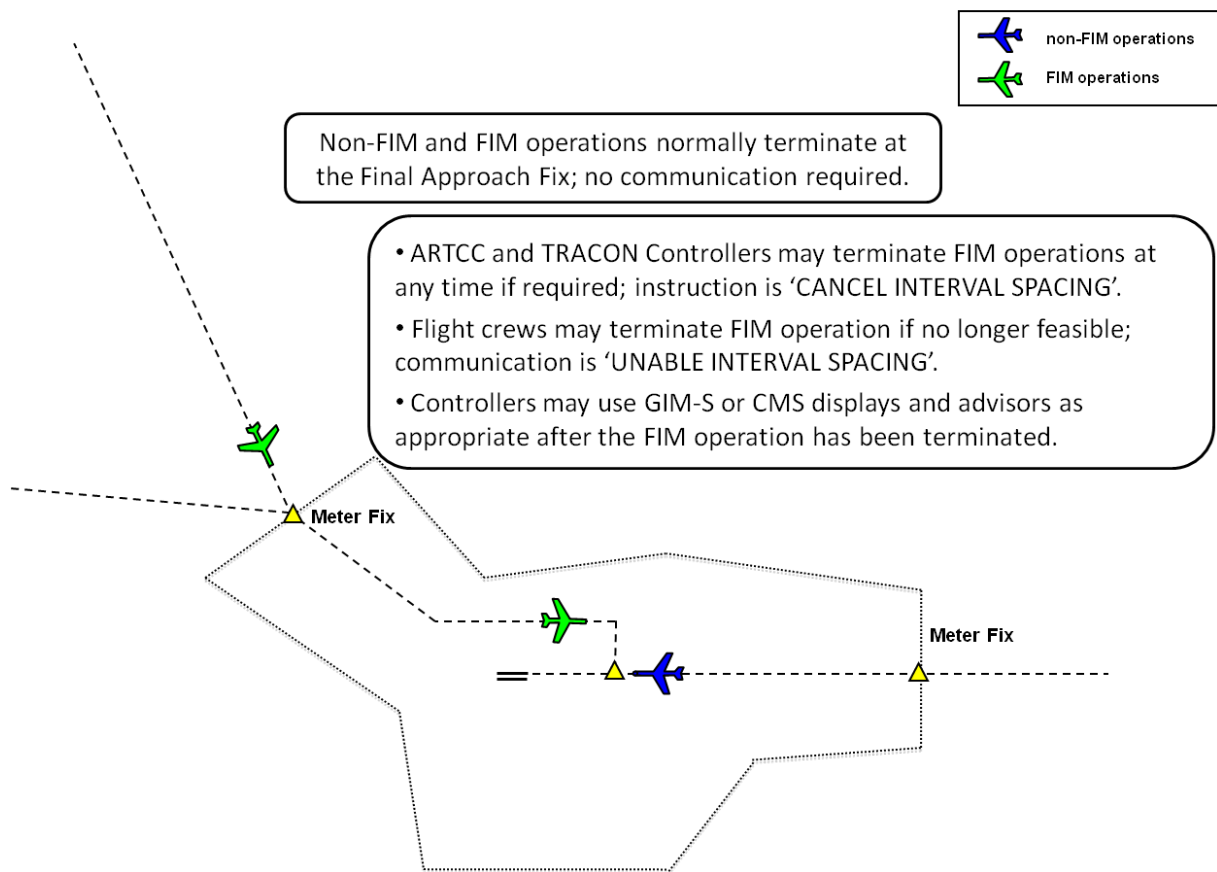 non-FIM operations
FIM operations
Non-FIM and FIM operations normally terminate at
the Final Approach Fix; no communication required.
• ARTCC and TRACON Controllers may terminate FIM operations at
any time if required; instruction is ‘CANCEL INTERVAL SPACING’.
• Flight crews may terminate FIM operation if no longer feasible;
communication is ‘UNABLE INTERVAL SPACING’.
• Controllers may use GIM-S or CMS displays and advisors as
appropriate after the FIM operation has been terminated.
Meter Fix
Meter Fix